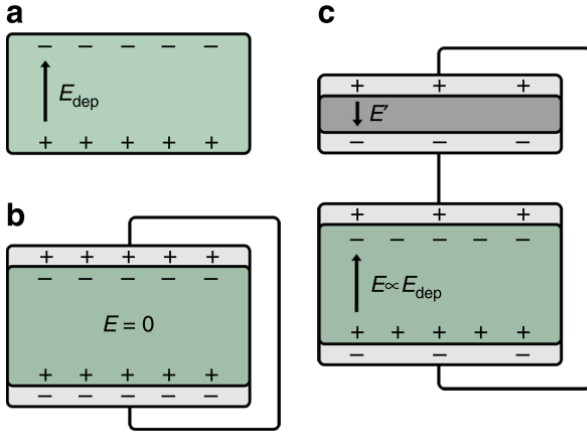 a
− − − − −
E_dep
+ + + + +
b
+ + + + +
− − − − −
E = 0
+ + + + +
− − − − −
c
+ + +
E′
− − −
+ + +
− − − − −
E∝E_dep
+ + + + +
− − −